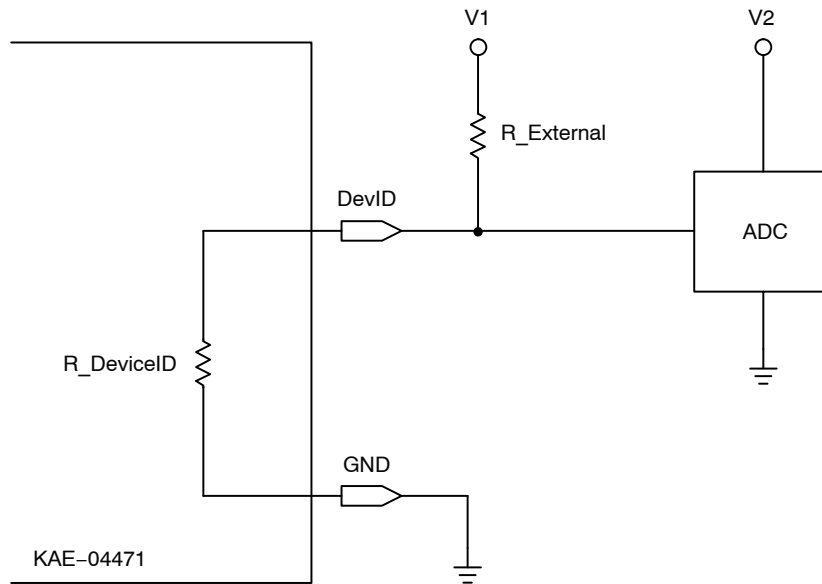 V1
V2
R_External
DevID
ADC
R_DeviceID
GND
KAE−04471